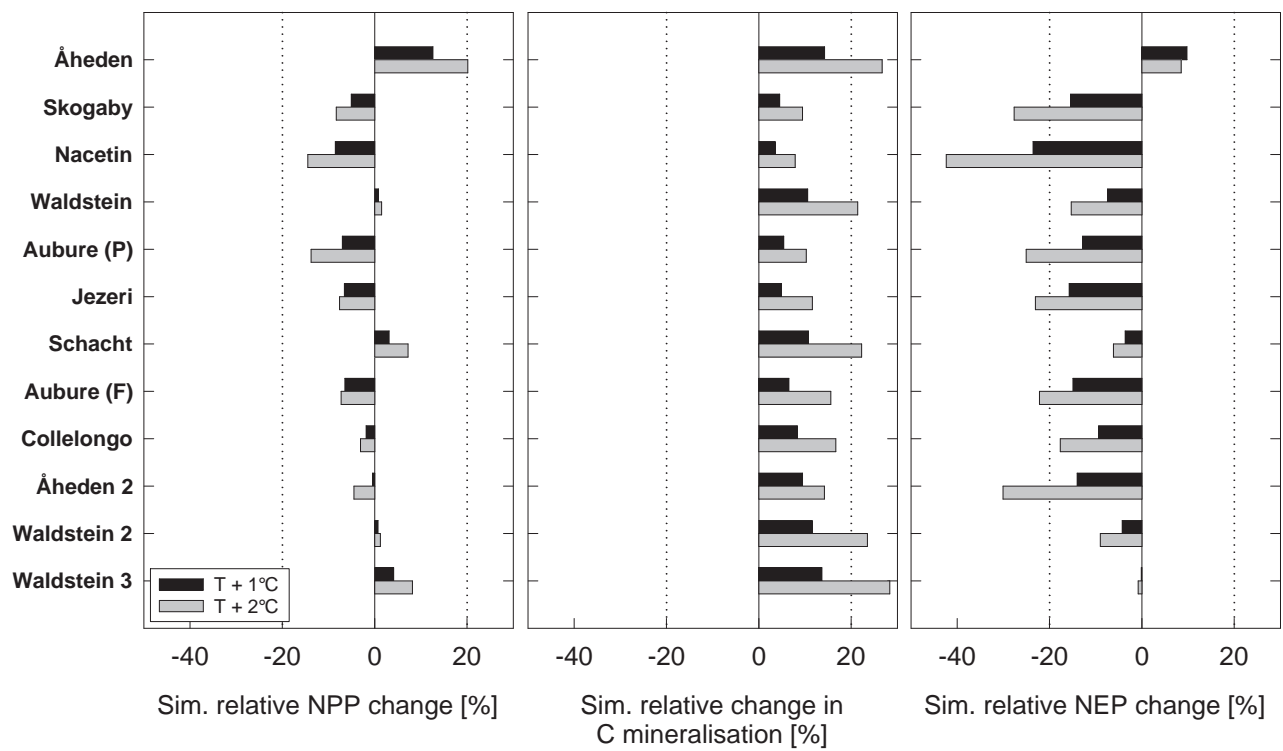 Åheden
Skogaby
Nacetin
Waldstein
Aubure (P)
Jezeri
Schacht
Aubure (F)
Collelongo
Åheden 2
Waldstein 2
Waldstein 3
T + 1°C
T + 2°C
-40 -20 0 20
Sim. relative NPP change [%]
-40 -20 0 20
Sim. relative change in
C mineralisation [%]
-40 -20 0 20
Sim. relative NEP change [%]